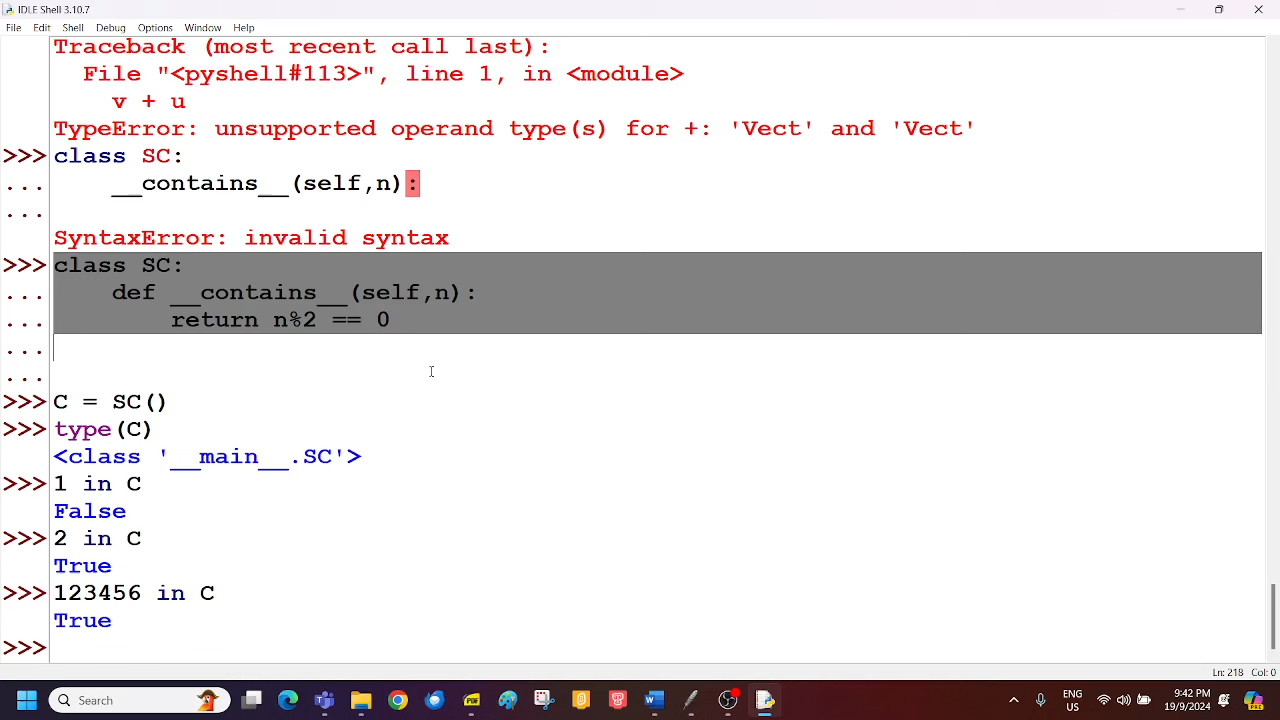 IDLE Shell 3.10.7
File Edit Shell Debug Options Window Help
Traceback (most recent call last):
  File "<pyshell#113>", line 1, in <module>
    v + u
TypeError: unsupported operand type(s) for +: 'Vect' and 'Vect'
>>> class SC:
...     __contains__(self,n):
...
SyntaxError: invalid syntax
>>> class SC:
...     def __contains__(self,n):
...         return n%2 == 0
...
...
>>> C = SC()
>>> type(C)
<class '__main__.SC'>
>>> 1 in C
False
>>> 2 in C
True
>>> 123456 in C
True
>>>
Ln: 218 Col: 0
Search
ENG
US
9:42 PM
19/9/2024